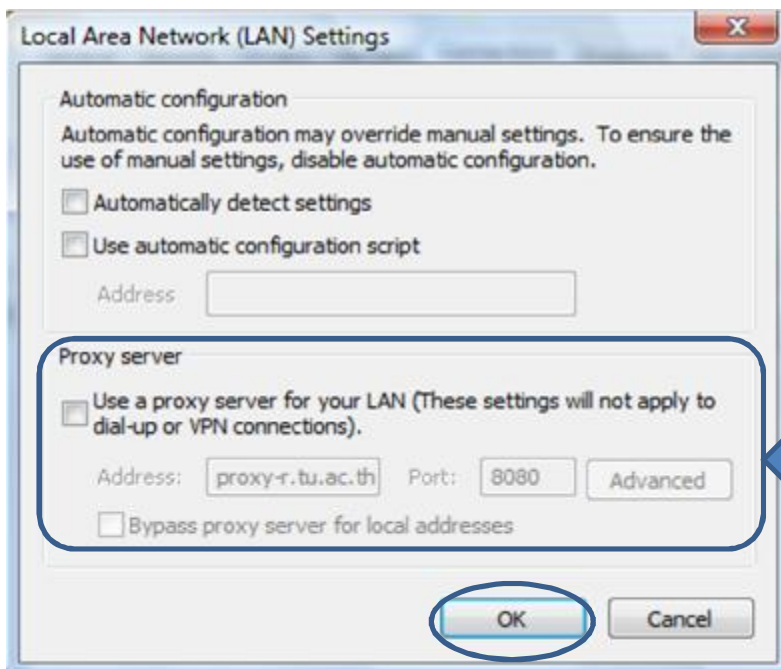 Local Area Network (LAN) Settings
Automatic configuration
Automatic configuration may override manual settings. To ensure the
use of manual settings, disable automatic configuration.
Automatically detect settings
Use automatic configuration script
Address
Proxy server
Use a proxy server for your LAN (These settings will not apply to
dial-up or VPN connections).
Address: proxy-r.tu.ac.th Port: 8080 Advanced
Bypass proxy server for local addresses
OK Cancel